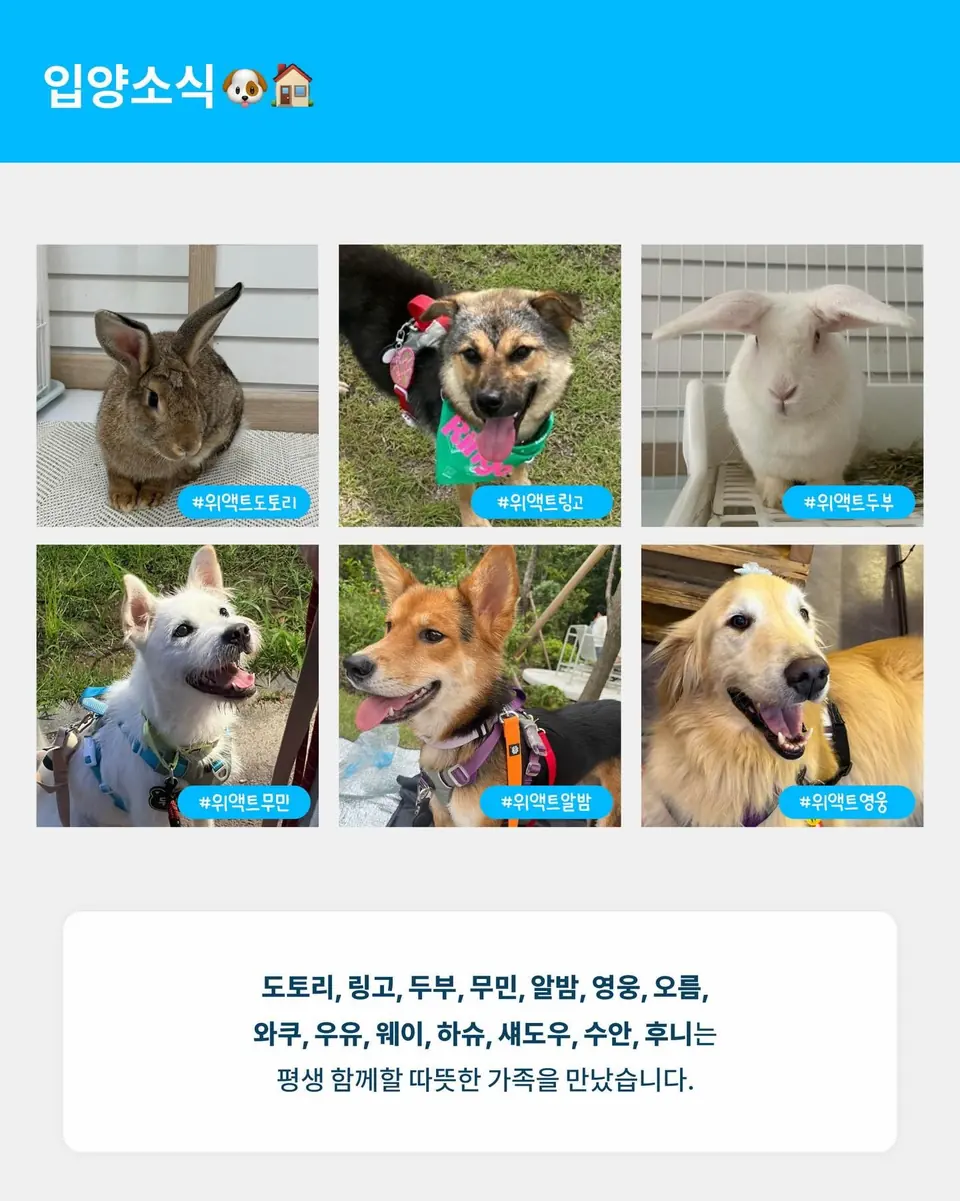 입양소식🐶🏠
#위액트도토리
Ringo
#위액트링고
#위액트두부
#위액트무민
#위액트알밤
#위액트영웅
도토리, 링고, 두부, 무민, 알밤, 영웅, 오름,
와쿠, 우유, 웨이, 하슈, 섀도우, 수안, 후니는
평생 함께할 따뜻한 가족을 만났습니다.